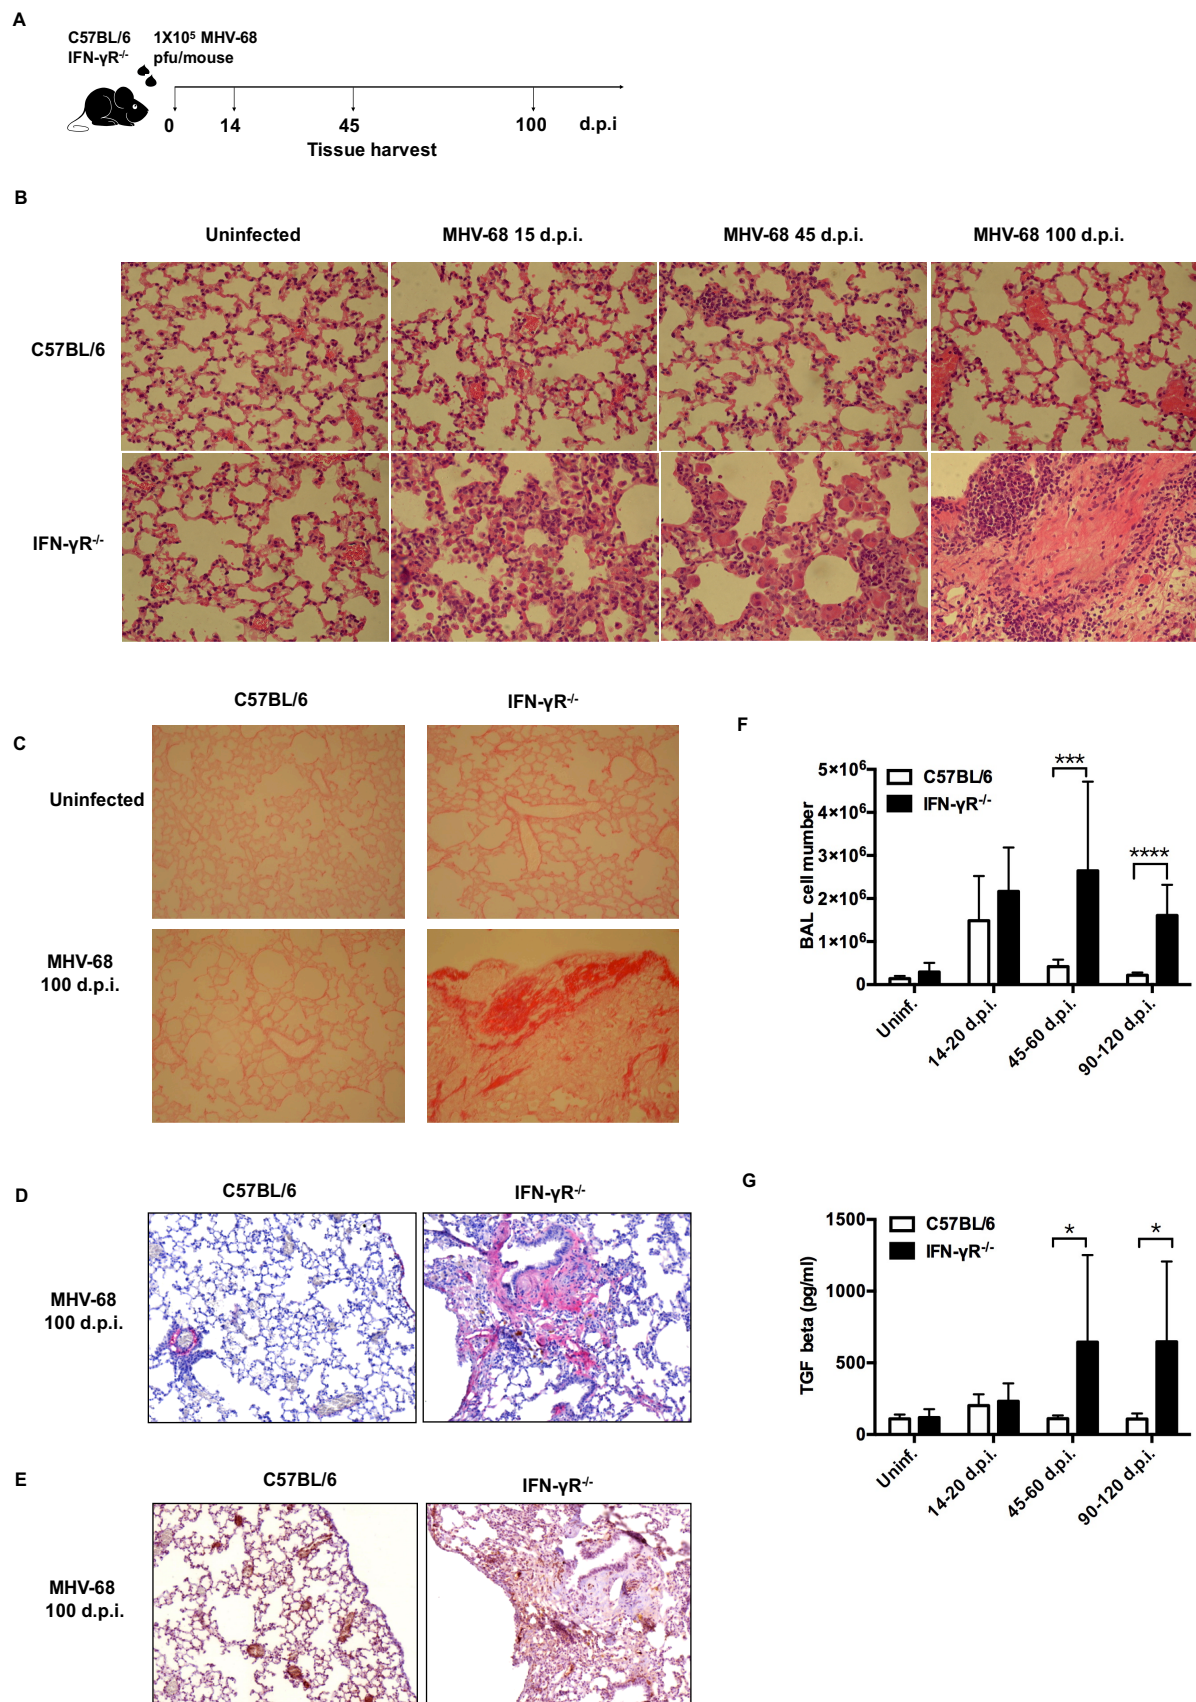 A
C57BL/6 1X10⁵ MHV-68
IFN-γR⁻/⁻ pfu/mouse
0 14 45 100 d.p.i
Tissue harvest
B
Uninfected MHV-68 15 d.p.i. MHV-68 45 d.p.i. MHV-68 100 d.p.i.
C57BL/6
IFN-γR⁻/⁻
C57BL/6 IFN-γR⁻/⁻
C
Uninfected
MHV-68
100 d.p.i.
D
C57BL/6 IFN-γR⁻/⁻
MHV-68
100 d.p.i.
E
C57BL/6 IFN-γR⁻/⁻
MHV-68
100 d.p.i.
F
BAL cell mumber
5×10⁶
4×10⁶
3×10⁶
2×10⁶
1×10⁶
0
C57BL/6
IFN-γR⁻/⁻
***
****
Uninf.
14-20 d.p.i.
45-60 d.p.i.
90-120 d.p.i.
G
TGF beta (pg/ml)
1500
1000
500
0
C57BL/6
IFN-γR⁻/⁻
* *
Uninf.
14-20 d.p.i.
45-60 d.p.i.
90-120 d.p.i.